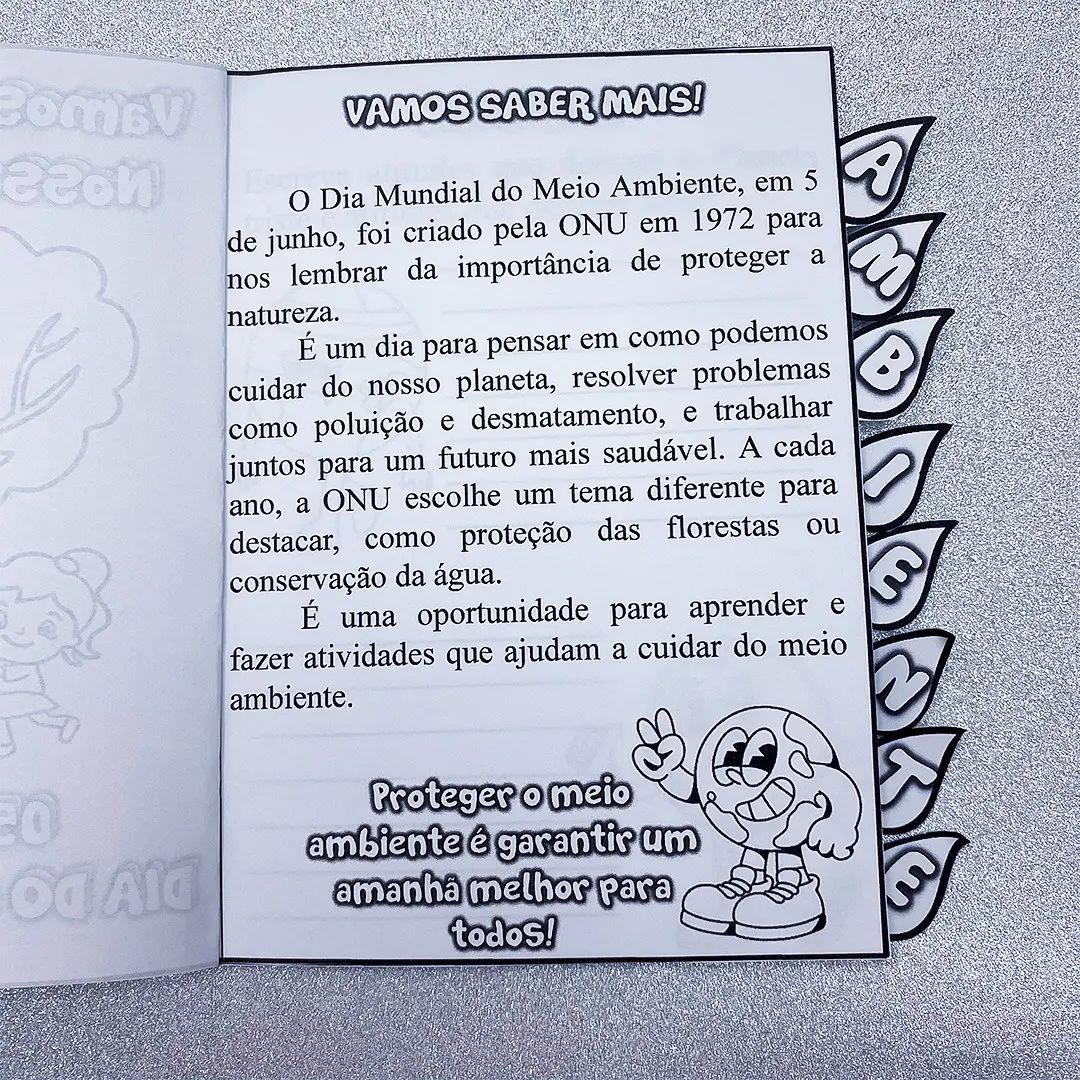 VAMOS SABER MAIS!
O Dia Mundial do Meio Ambiente, em 5
de junho, foi criado pela ONU em 1972 para
nos lembrar da importância de proteger a
natureza.
É um dia para pensar em como podemos
cuidar do nosso planeta, resolver problemas
como poluição e desmatamento, e trabalhar
juntos para um futuro mais saudável. A cada
ano, a ONU escolhe um tema diferente para
destacar, como proteção das florestas ou
conservação da água.
É uma oportunidade para aprender e
fazer atividades que ajudam a cuidar do meio
ambiente.
Proteger o meio
ambiente é garantir um
amanhã melhor para
todos!
A
M
B
I
E
N
T
E
Vamos
Nosso
DIA DO